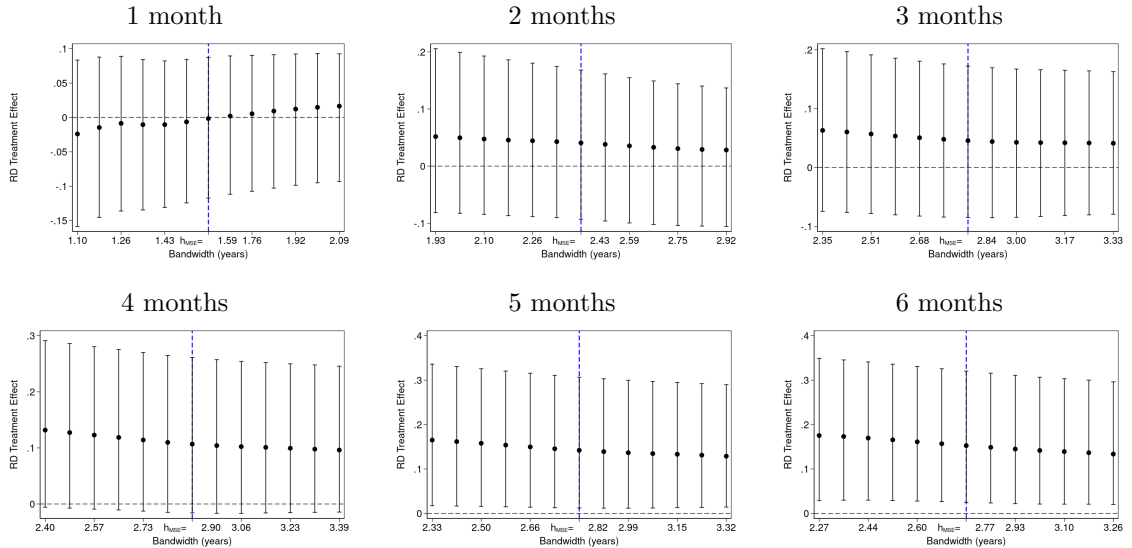 1 month
2 months
3 months
RD Treatment Effect
.1
.05
0
-.05
-.1
-.15
1.10 1.26 1.43 hMSE= 1.59 1.76 1.92 2.09
Bandwidth (years)
RD Treatment Effect
.2
.1
0
-.1
1.93 2.10 2.26 hMSE= 2.43 2.59 2.75 2.92
Bandwidth (years)
RD Treatment Effect
.2
.1
0
-.1
2.35 2.51 2.68 hMSE= 2.84 3.00 3.17 3.33
Bandwidth (years)
4 months
5 months
6 months
RD Treatment Effect
.3
.2
.1
0
2.40 2.57 2.73 hMSE= 2.90 3.06 3.23 3.39
Bandwidth (years)
RD Treatment Effect
.4
.3
.2
.1
0
2.33 2.50 2.66 hMSE= 2.82 2.99 3.15 3.32
Bandwidth (years)
RD Treatment Effect
.4
.3
.2
.1
0
2.27 2.44 2.60 hMSE= 2.77 2.93 3.10 3.26
Bandwidth (years)